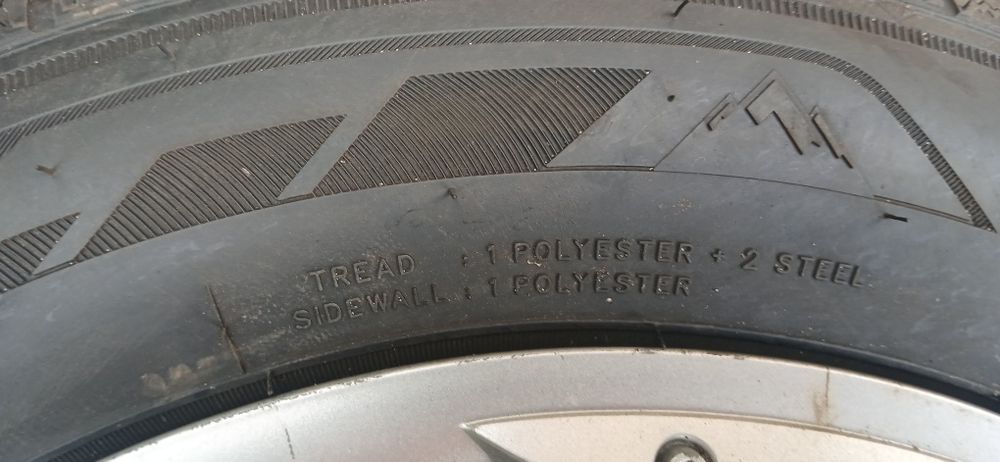 TREAD : 1 POLYESTER + 2 STEEL
SIDEWALL : 1 POLYESTER